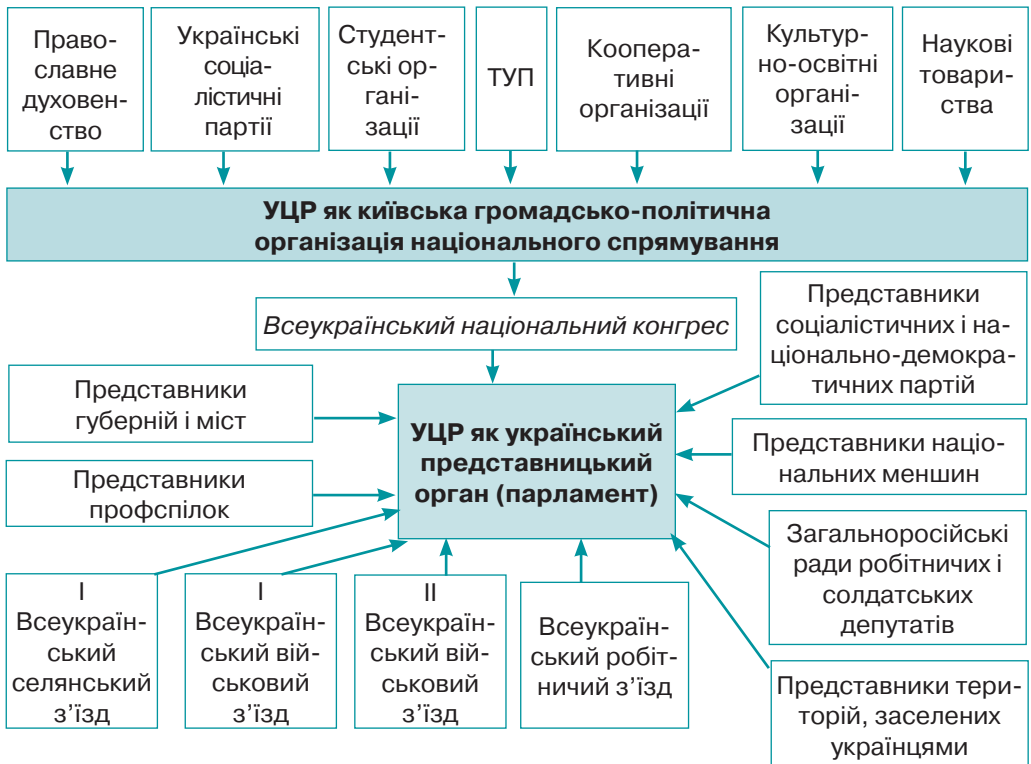 Право-
славне
духовен-
ство
Українські
соціа-
лістичні
партії
Студент-
ські ор-
гані-
зації
ТУП
Коопера-
тивні
організації
Культур-
но-освітні
органі-
зації
Наукові
товари-
ства
УЦР як київська громадсько-політична
організація національного спрямування
Всеукраїнський національний конгрес
Представники
соціалістичних і на-
ціонально-демокра-
тичних партій
Представники
губерній і міст
УЦР як український
представницький
орган (парламент)
Представники наці-
ональних меншин
Представники
профспілок
Загальноросійські
ради робітничих і
солдатських
депутатів
I
Всеукраїн-
ський
селянський
з’їзд
I
Всеукраїн-
ський вій-
ськовий
з’їзд
II
Всеукраїн-
ський вій-
ськовий
з’їзд
Всеукраїн-
ський робіт-
ничий з’їзд
Представники тери-
торій, заселених
українцями